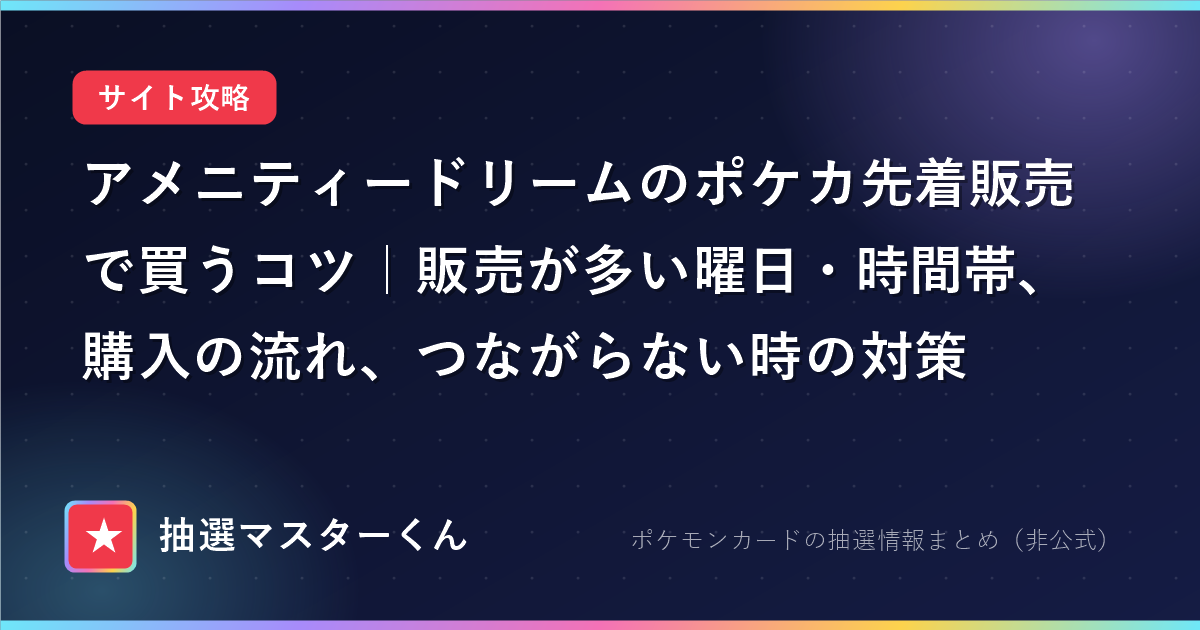 サイト攻略
アメニティードリームのポケカ先着販売
で買うコツ｜販売が多い曜日・時間帯、
購入の流れ、つながらない時の対策
抽選マスターくん
ポケモンカードの抽選情報まとめ（非公式）